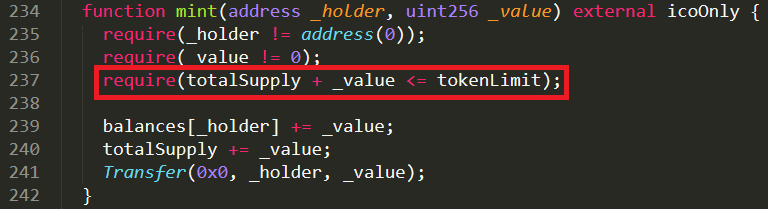 234 function mint(address _holder, uint256 _value) external icoOnly {
235 require(_holder != address(0));
236 require(_value != 0);
237 require(totalSupply + _value <= tokenLimit);
238
239 balances[_holder] += _value;
240 totalSupply += _value;
241 Transfer(0x0, _holder, _value);
242 }